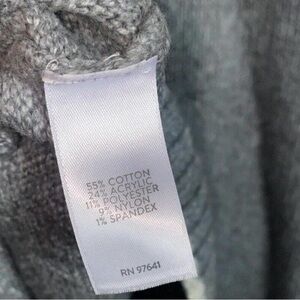 55% COTTON
24% ACRYLIC
11% POLYESTER
9% NYLON
1% SPANDEX
RN 97641